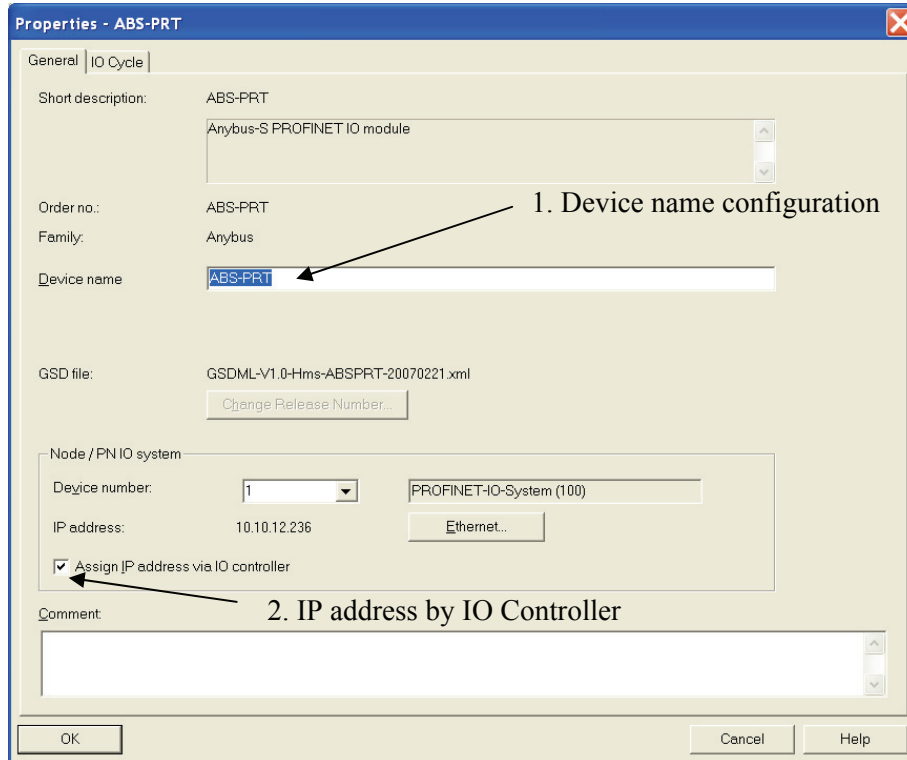 Properties - ABS-PRT
General IO Cycle
Short description: ABS-PRT
Anybus-S PROFINET IO module
Order no.: ABS-PRT
1. Device name configuration
Family: Anybus
Device name ABS-PRT
GSD file: GSDML-V1.0-Hms-ABSPRT-20070221.xml
Change Release Number...
Node / PN IO system
Device number: 1 PROFINET-IO-System (100)
IP address: 10.10.12.236 Ethernet...
Assign IP address via IO controller
2. IP address by IO Controller
Comment:
OK Cancel Help